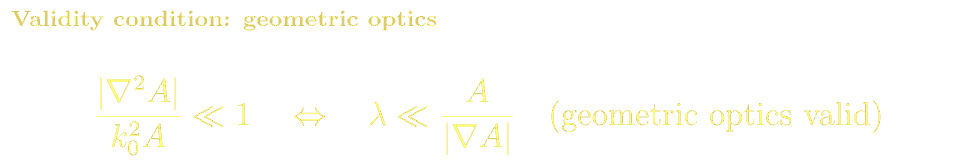 Validity condition: geometric optics
|∇²A| / k₀²A ≪ 1 ⇔ λ ≪ A / |∇A| (geometric optics valid)